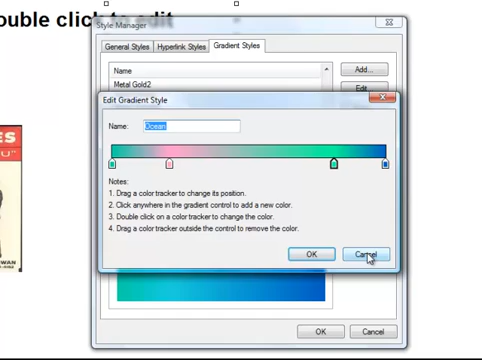 ouble click to edit
Style Manager
General Styles
Hyperlink Styles
Gradient Styles
Name
Add...
Metal Gold2
Edit...
Edit Gradient Style
Name:
Ocean
Notes:
1. Drag a color tracker to change its position.
2. Click anywhere in the gradient control to add a new color.
3. Double click on a color tracker to change the color.
4. Drag a color tracker outside the control to remove the color.
OK
Cancel
OK
Cancel
ES
O"
WAN